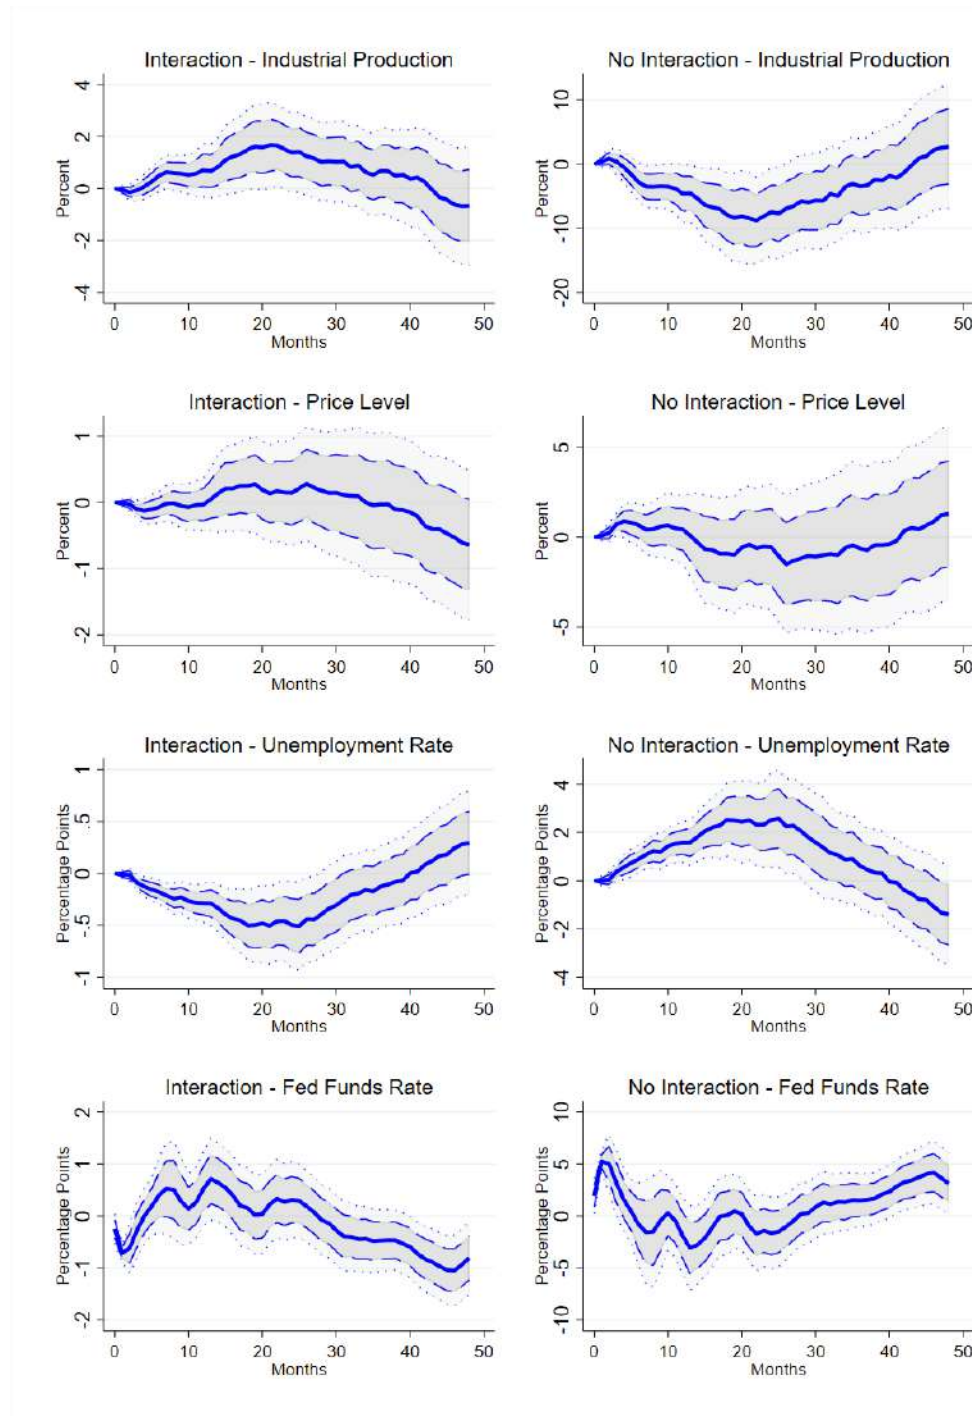 Interaction - Industrial Production
Percent
4
2
0
-2
-4
0 10 20 30 40 50
Months
No Interaction - Industrial Production
Percent
10
0
-10
-20
0 10 20 30 40 50
Months
Interaction - Price Level
Percent
1
0
-1
-2
0 10 20 30 40 50
Months
No Interaction - Price Level
Percent
5
0
-5
0 10 20 30 40 50
Months
Interaction - Unemployment Rate
Percentage Points
1
.5
0
-.5
-1
0 10 20 30 40 50
Months
No Interaction - Unemployment Rate
Percentage Points
4
2
0
-2
-4
0 10 20 30 40 50
Months
Interaction - Fed Funds Rate
Percentage Points
2
1
0
-1
-2
0 10 20 30 40 50
Months
No Interaction - Fed Funds Rate
Percentage Points
10
5
0
-5
-10
0 10 20 30 40 50
Months